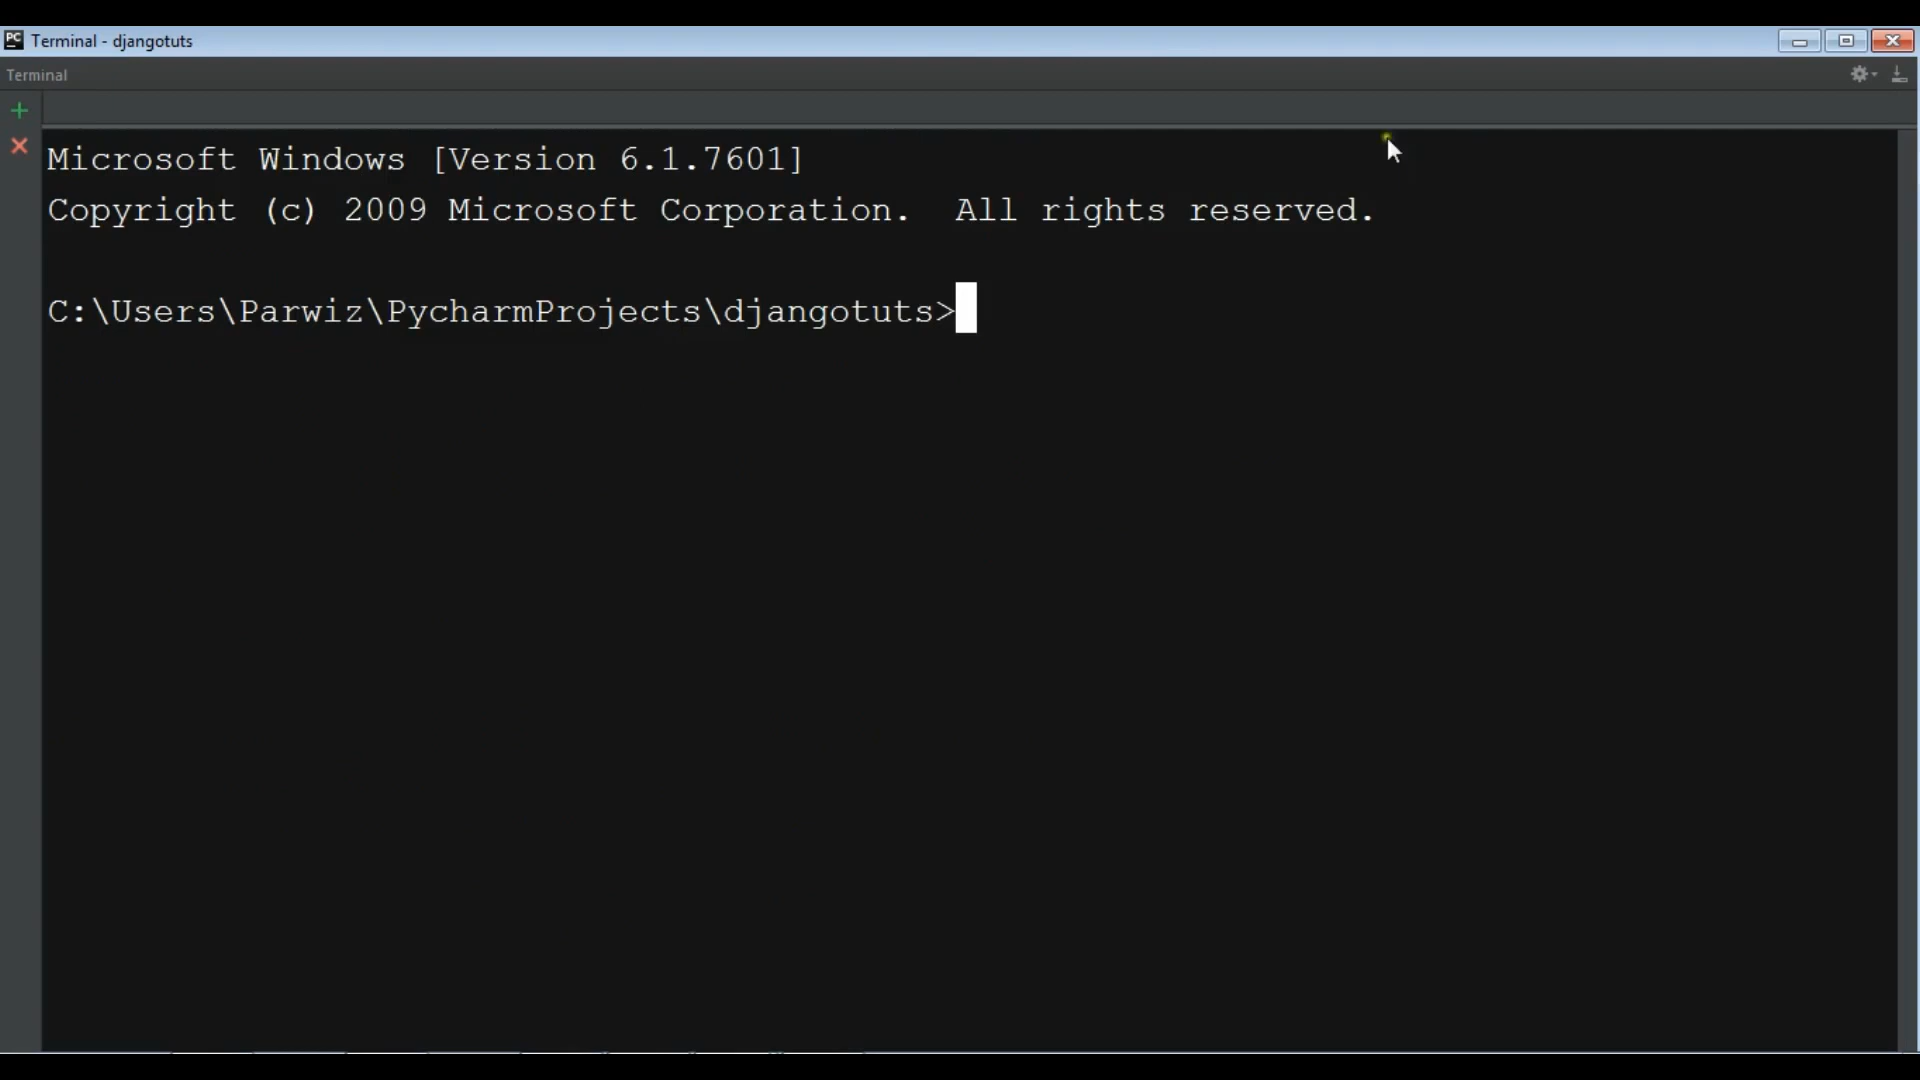 PC Terminal - djangotuts
Terminal
Microsoft Windows [Version 6.1.7601]
Copyright (c) 2009 Microsoft Corporation.  All rights reserved.
C:\Users\Parwiz\PycharmProjects\djangotuts>